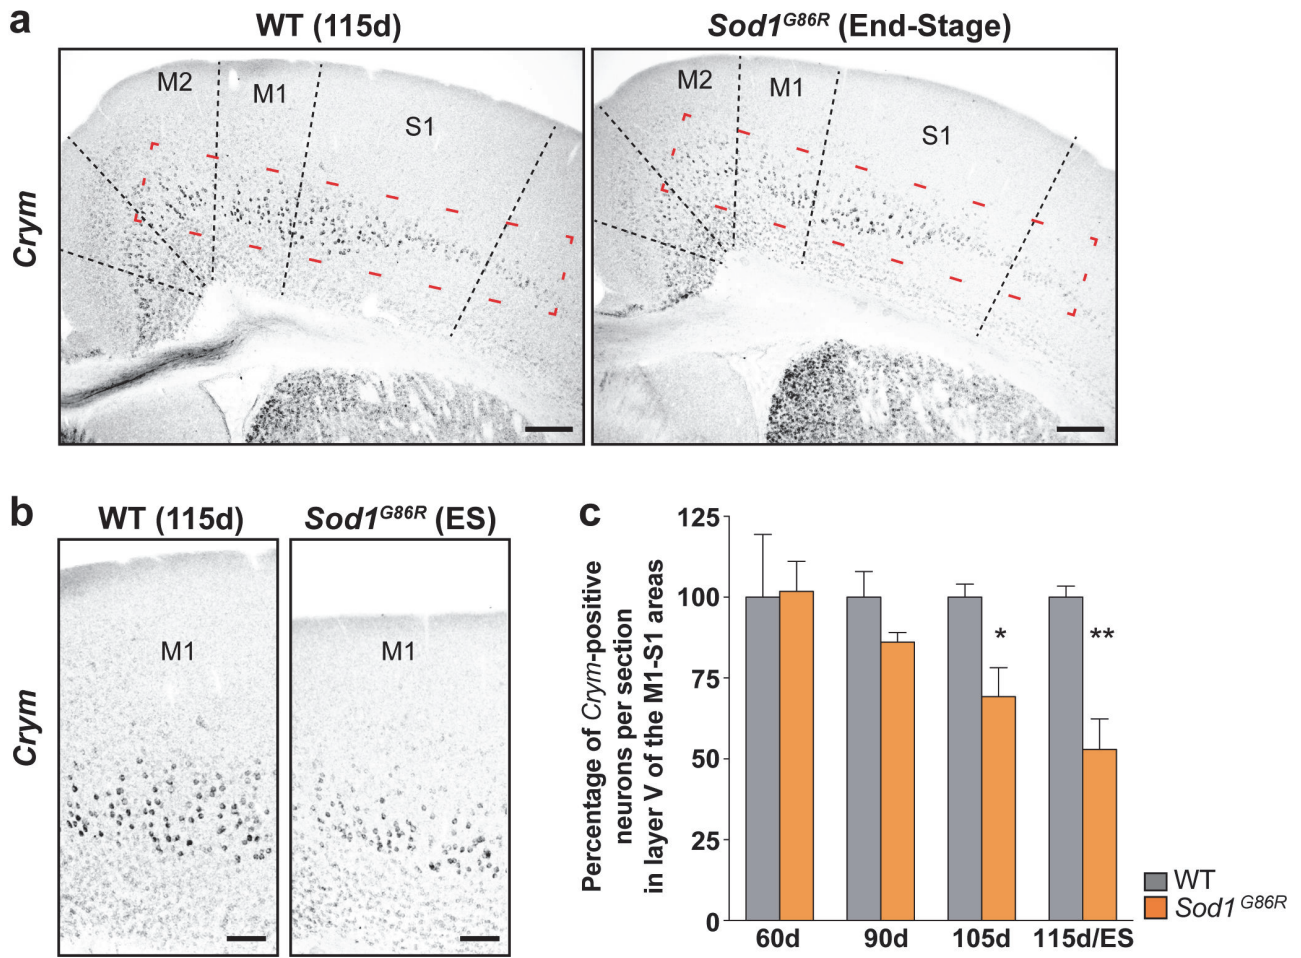 a
WT (115d)
Sod1G86R (End-Stage)
Crym
M2
M1
S1
M2
M1
S1
b
WT (115d)
Sod1G86R (ES)
Crym
M1
M1
c
Percentage of Crym-positive
neurons per section
in layer V of the M1-S1 areas
125
100
75
50
25
0
*
**
60d
90d
105d
115d/ES
WT
Sod1 G86R